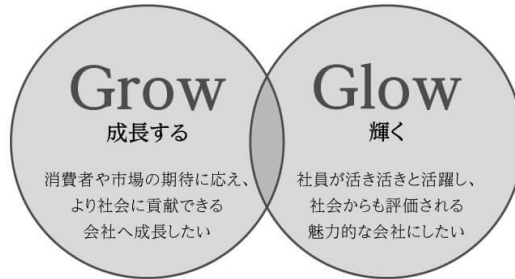 Grow
成長する
消費者や市場の期待に応え、
より社会に貢献できる
会社へ成長したい
Glow
輝く
社員が活き活きと活躍し、
社会からも評価される
魅力的な会社にしたい